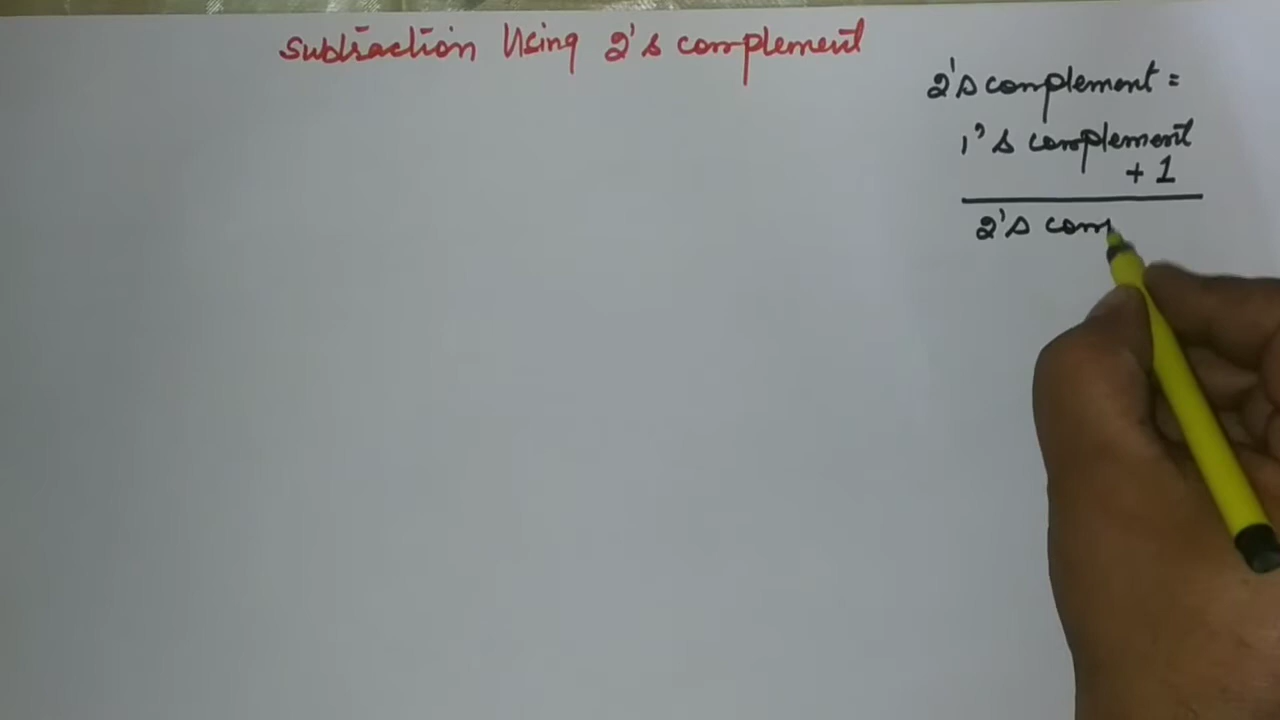 Subtraction Using 2's complement
2's complement =
1's complement
+ 1
2's com